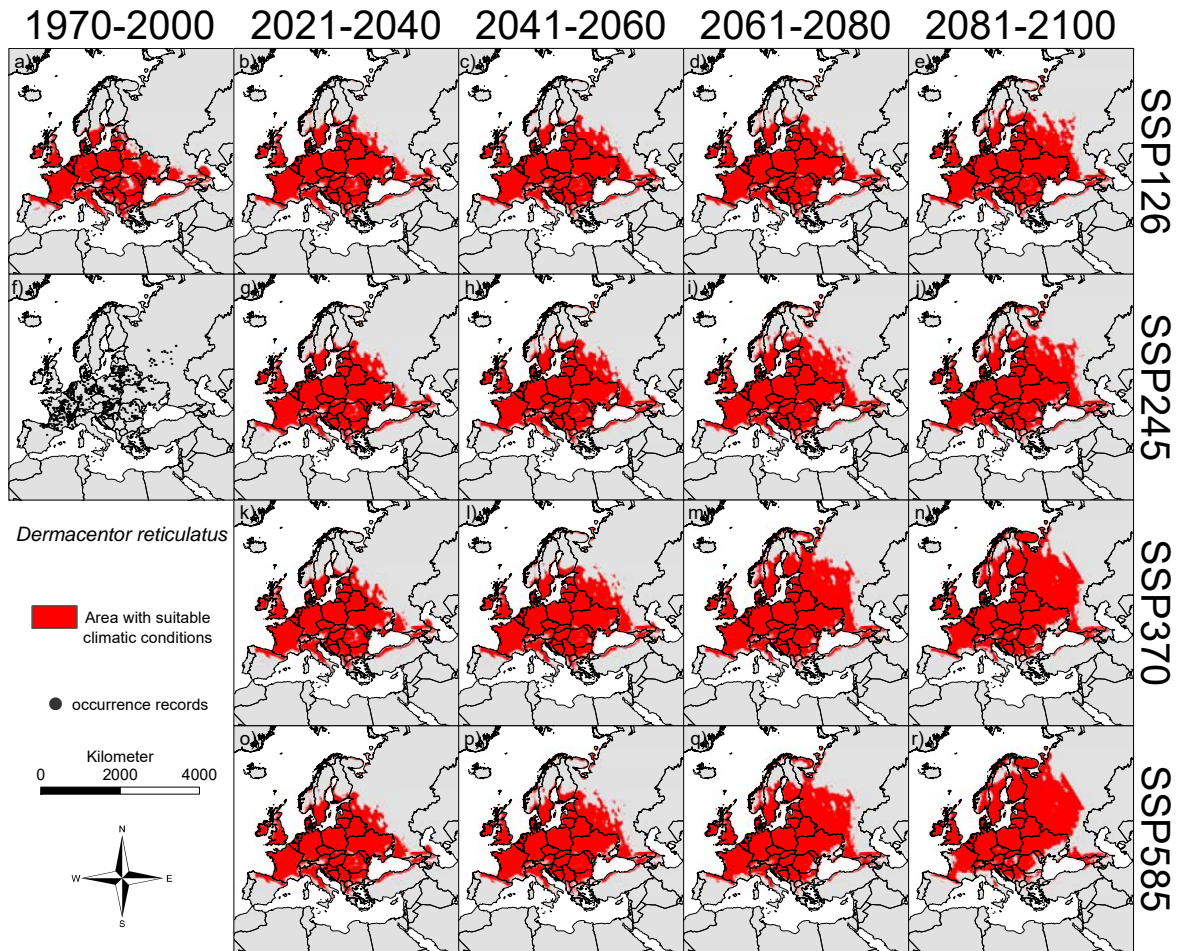 1970-2000 2021-2040 2041-2060 2061-2080 2081-2100
a) b) c) d) e)
SSP126
f) g) h) i) j)
SSP245
k) l) m) n)
SSP370
Dermacentor reticulatus
Area with suitable
climatic conditions
occurrence records
Kilometer
0 2000 4000
o) p) q) r)
SSP585
N
W E
S